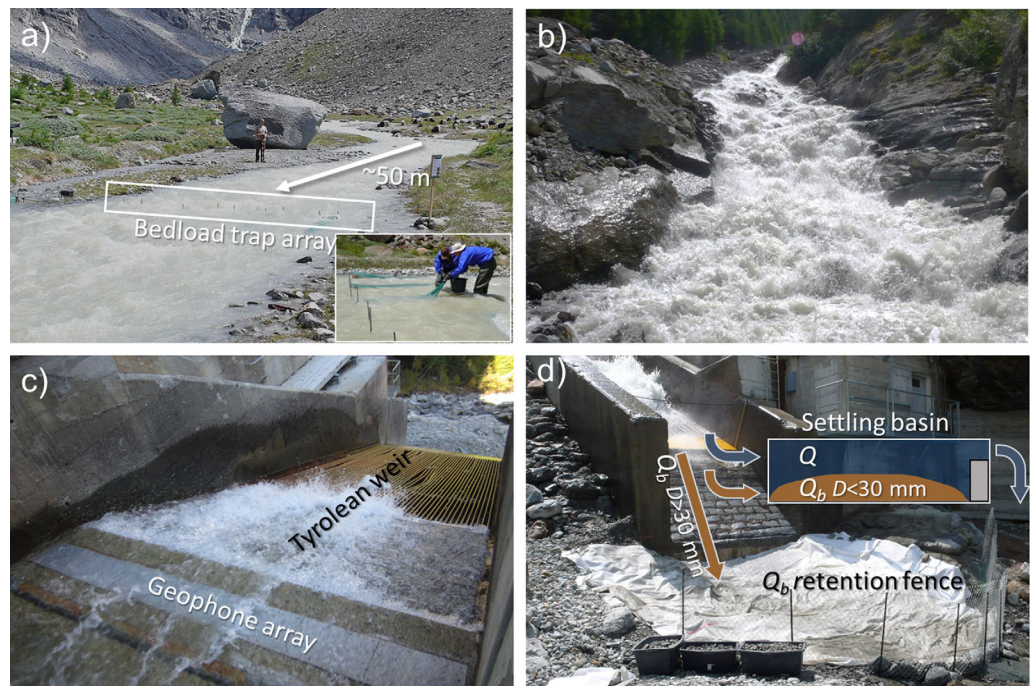 a)
~50 m
Bedload trap array
b)
c)
Tyrolean weir
Geophone array
d)
Settling basin
Q
Q_b D<30 mm
Q_b D>30 mm
Q_b retention fence